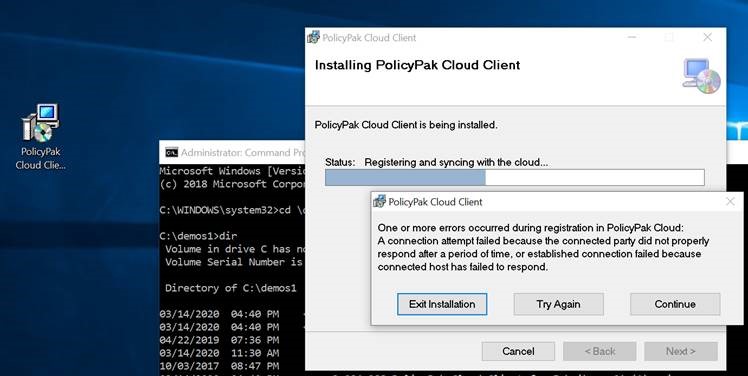 PolicyPak Cloud Client
Installing PolicyPak Cloud Client
PolicyPak Cloud Client is being installed.
Status: Registering and syncing with the cloud...
PolicyPak
Cloud Clie...
Administrator: Command Pro
Microsoft Windows [Versi
(c) 2018 Microsoft Corpor
C:\WINDOWS\system32>cd \d
C:\demos1>dir
Volume in drive C has no
Volume Serial Number is
Directory of C:\demos1
03/14/2020 04:40 PM
03/14/2020 04:40 PM
04/22/2019 07:36 PM
03/14/2020 11:30 AM
10/03/2017 08:47 PM
PolicyPak Cloud Client
One or more errors occurred during registration in PolicyPak Cloud:
A connection attempt failed because the connected party did not properly
respond after a period of time, or established connection failed because
connected host has failed to respond.
Exit Installation Try Again Continue
Cancel < Back Next >